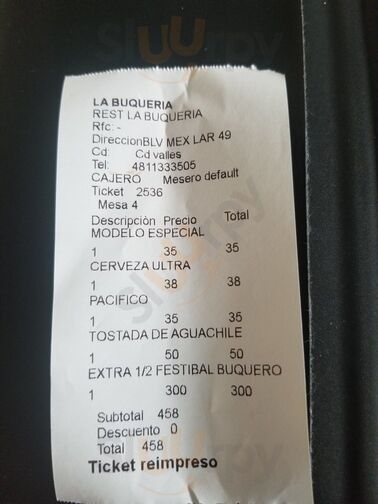 LA BUQUERIA
REST LA BUQUERIA
Rfc: -
DireccionBLV MEX LAR 49
Cd: Cd valles
Tel: 4811333505
CAJERO Mesero default
Ticket 2536
Mesa 4
Descripciòn Precio Total
MODELO ESPECIAL
1 35 35
CERVEZA ULTRA
1 38 38
PACIFICO
1 35 35
TOSTADA DE AGUACHILE
1 50 50
EXTRA 1/2 FESTIBAL BUQUERO
1 300 300
Subtotal 458
Descuento 0
Total 458
Ticket reimpreso